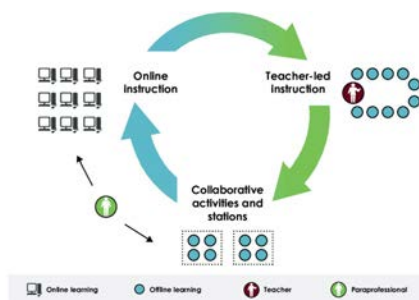 Online
instruction
Teacher-led
instruction
Collaborative
activities and
stations
Online learning
Offline learning
Teacher
Paraprofessional